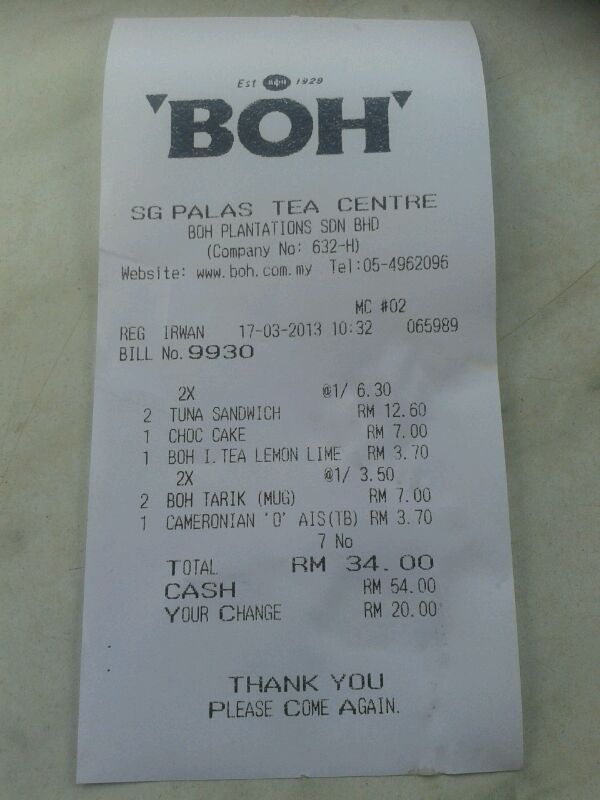 Est BOH 1929
BOH
SG PALAS TEA CENTRE
BOH PLANTATIONS SDN BHD
(Company No: 632-H)
Website: www.boh.com.my Tel:05-4962096
MC #02
REG IRWAN 17-03-2013 10:32 065989
BILL No. 9930
2X @1/ 6.30
2 TUNA SANDWICH RM 12.60
1 CHOC CAKE RM 7.00
1 BOH I.TEA LEMON LIME RM 3.70
2X @1/ 3.50
2 BOH TARIK (MUG) RM 7.00
1 CAMERONIAN 'O' AIS(TB) RM 3.70
7 No
TOTAL RM 34.00
CASH RM 54.00
YOUR CHANGE RM 20.00
THANK YOU
PLEASE COME AGAIN.